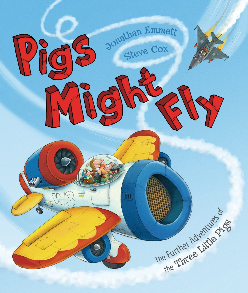 Pigs
Might
Fly
Jonathan Emmett
Steve Cox
The Further Adventures of
the Three Little Pigs